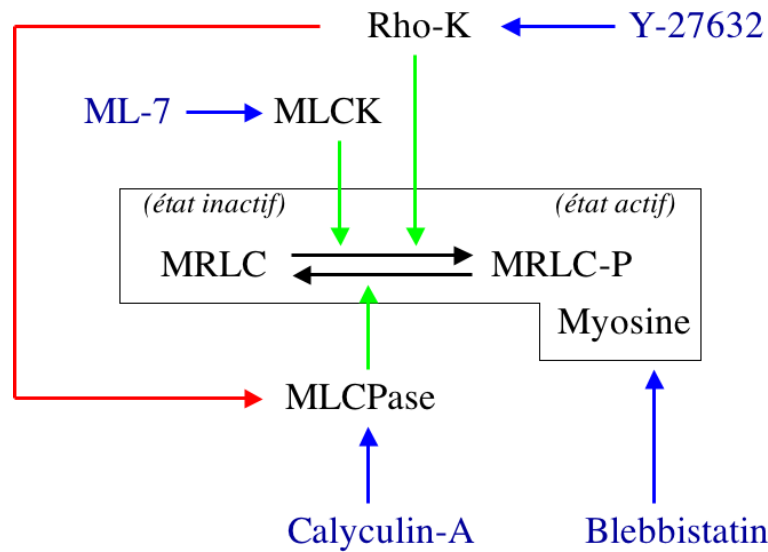 Rho-K
Y-27632
ML-7
MLCK
(état inactif)
(état actif)
MRLC
MRLC-P
Myosine
MLCPase
Calyculin-A
Blebbistatin